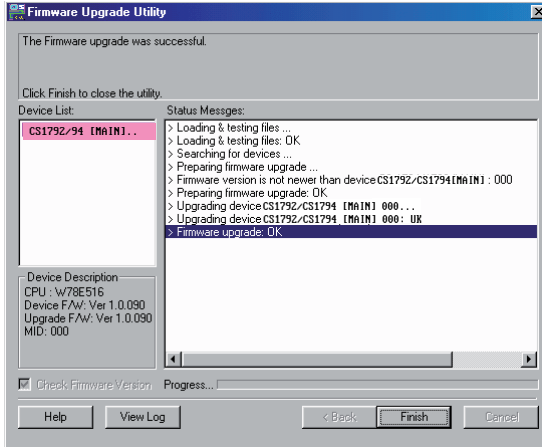 Firmware Upgrade Utility
The Firmware upgrade was successful.
Click Finish to close the utility.
Device List:
CS1792/94 [MAIN]..
Status Messges:
> Loading & testing files ...
> Loading & testing files: OK
> Searching for devices ...
> Preparing firmware upgrade ...
> Firmware version is not newer than device CS1792/CS1794[MAIN] : 000
> Preparing firmware upgrade: OK
> Upgrading device CS1792/CS1794 [MAIN] 000...
> Upgrading device CS1792/CS1794 [MAIN] 000: UK
> Firmware upgrade: OK
Device Description
CPU : W78E516
Device F/W: Ver 1.0.090
Upgrade F/W: Ver 1.0.090
MID: 000
Check Firmware Version
Progress...
Help
View Log
< Back
Finish
Cancel